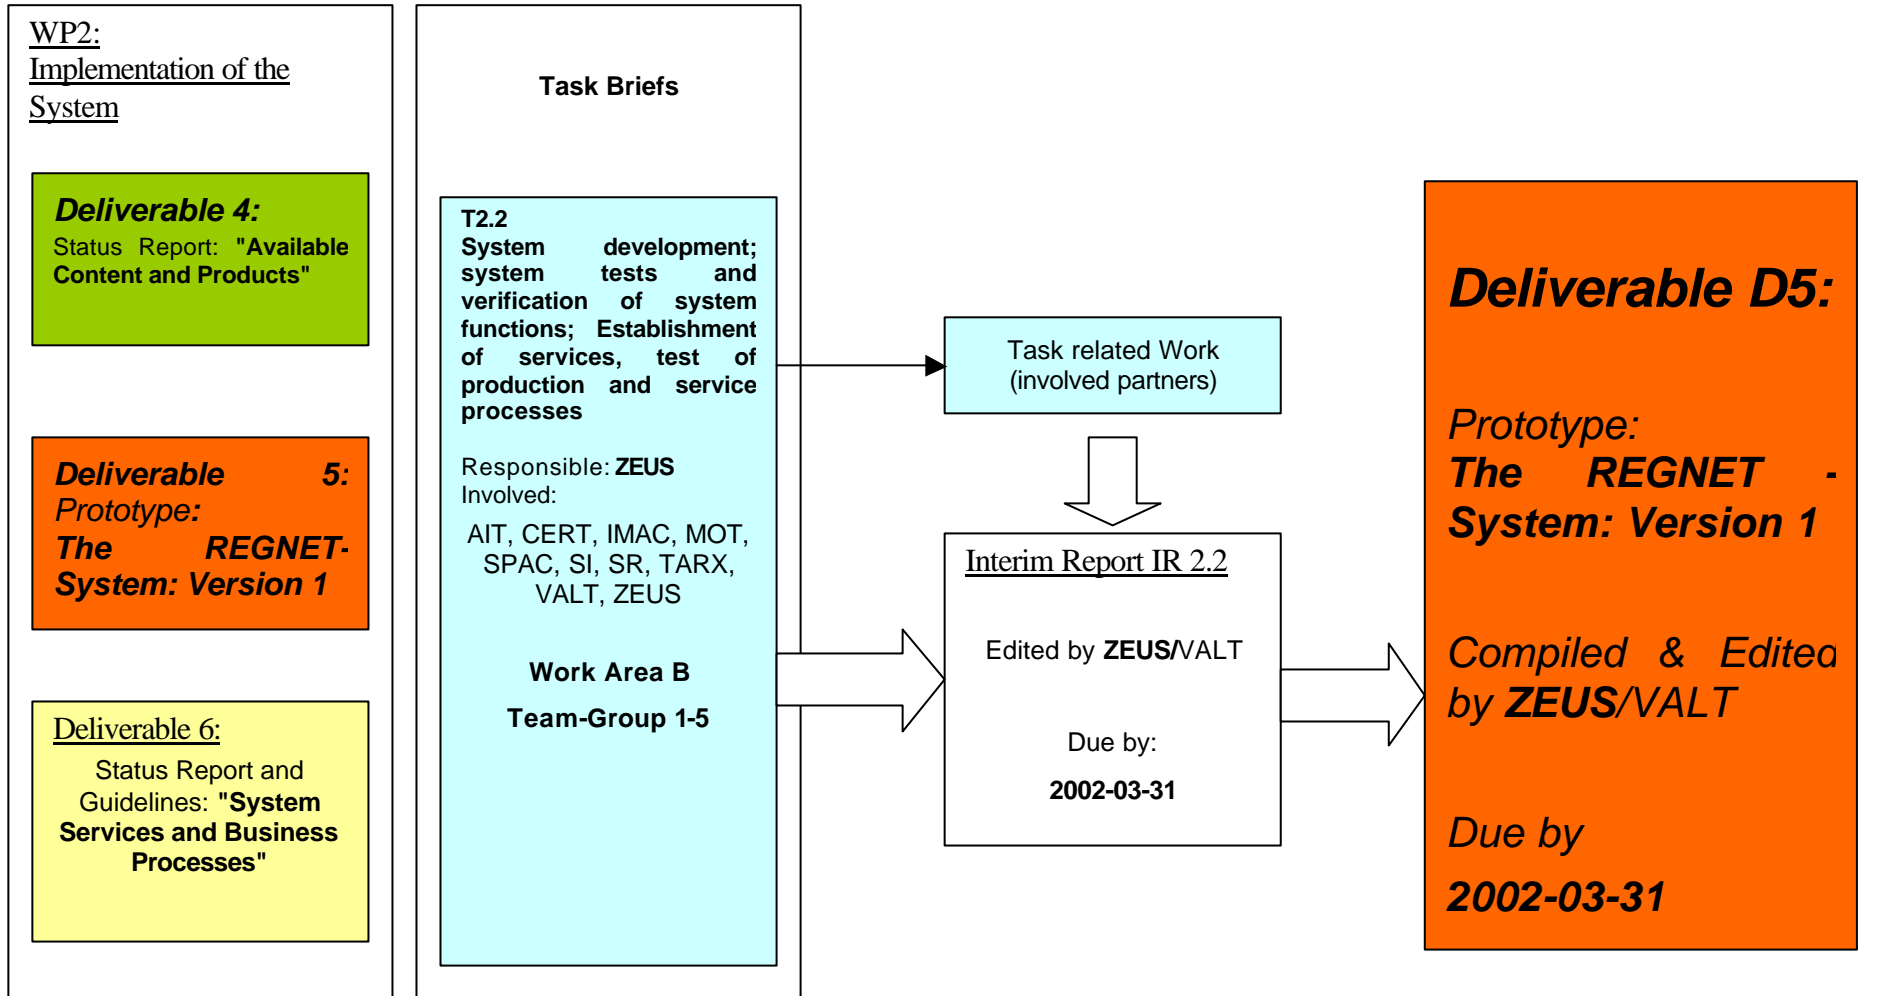 WP2:
Implementation of the
System
Deliverable 4:
Status Report: "Available
Content and Products"
Deliverable 5:
Prototype:
The REGNET-
System: Version 1
Deliverable 6:
Status Report and
Guidelines: "System
Services and Business
Processes"
Task Briefs
T2.2
System development;
system tests and
verification of system
functions; Establishment
of services, test of
production and service
processes
Responsible: ZEUS
Involved:
AIT, CERT, IMAC, MOT,
SPAC, SI, SR, TARX,
VALT, ZEUS
Work Area B
Team-Group 1-5
Task related Work
(involved partners)
Interim Report IR 2.2
Edited by ZEUS/VALT
Due by:
2002-03-31
Deliverable D5:
Prototype:
The REGNET -
System: Version 1
Compiled & Edited
by ZEUS/VALT
Due by
2002-03-31